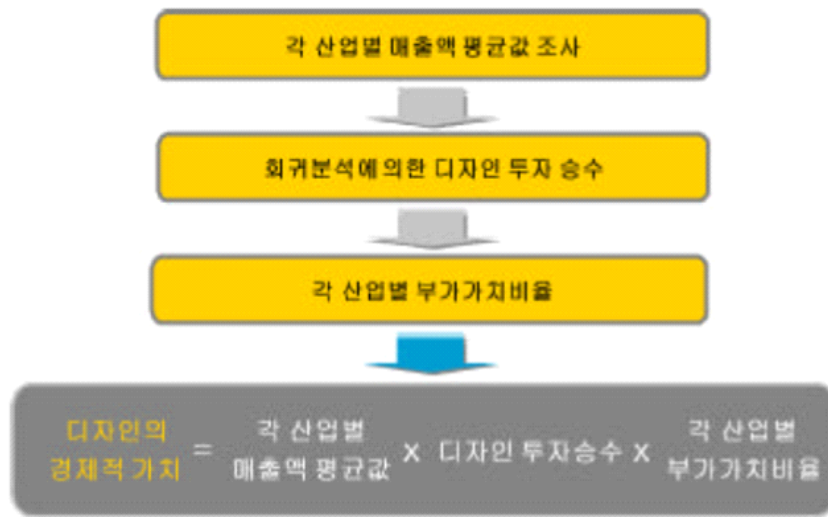 각 산업별 매출액 평균값 조사
회귀분석에 의한 디자인 투자 승수
각 산업별 부가가치비율
디자인의 경제적 가치 = 각 산업별 매출액 평균값 X 디자인 투자승수 X 각 산업별 부가가치비율